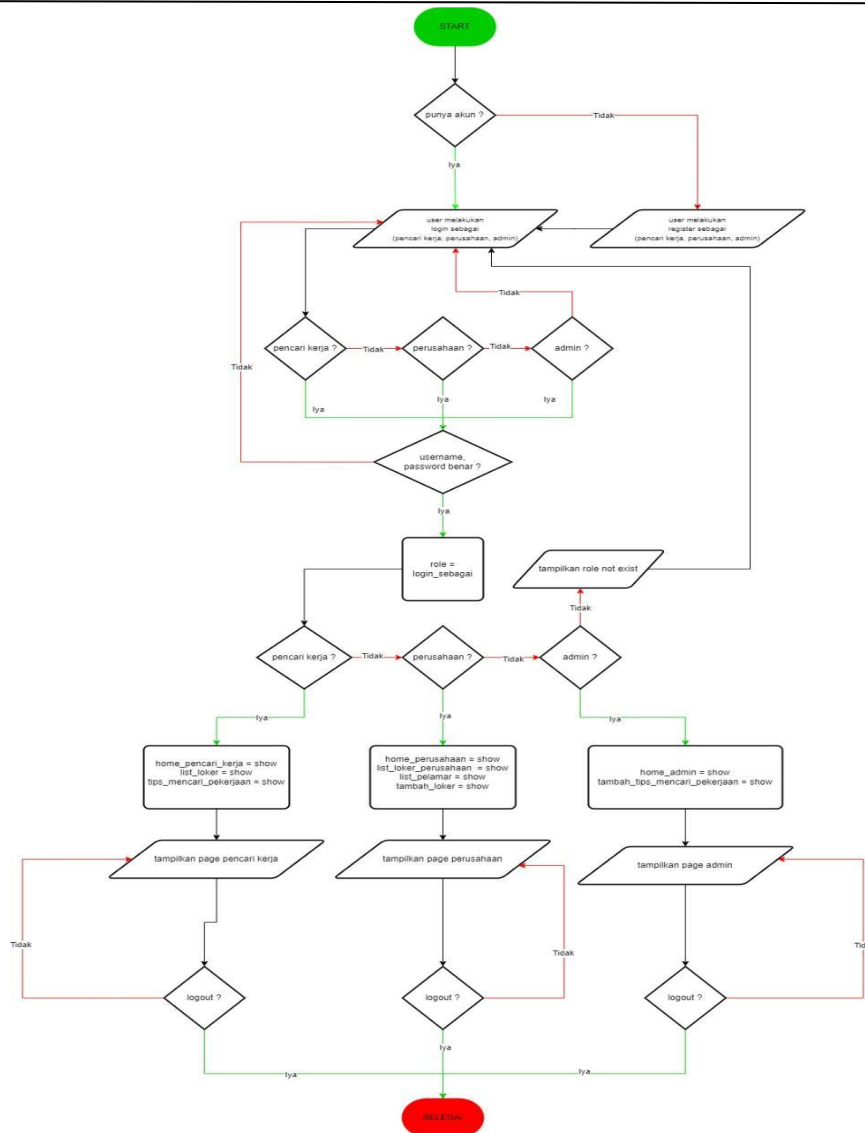 START
punya akun ?
Tidak
Iya
user melakukan
login sebagai
(pencari kerja, perusahaan, admin)
user melakukan
register sebagai
(pencari kerja, perusahaan, admin)
Tidak
pencari kerja ?
Tidak
perusahaan ?
Tidak
admin ?
Tidak
Iya
Iya
Iya
username,
password benar ?
Iya
role =
login_sebagai
tampilkan role not exist
Tidak
pencari kerja ?
Tidak
perusahaan ?
Tidak
admin ?
Iya
Iya
Iya
home_pencari_kerja = show
list_loker = show
tips_mencari_pekerjaan = show
home_perusahaan = show
list_loker_perusahaan = show
list_pelamar = show
tambah_loker = show
home_admin = show
tambah_tips_mencari_pekerjaan = show
tampilkan page pencari kerja
tampilkan page perusahaan
tampilkan page admin
Tidak
Tidak
Tidak
logout ?
logout ?
logout ?
Iya
Iya
Iya
SELESAI